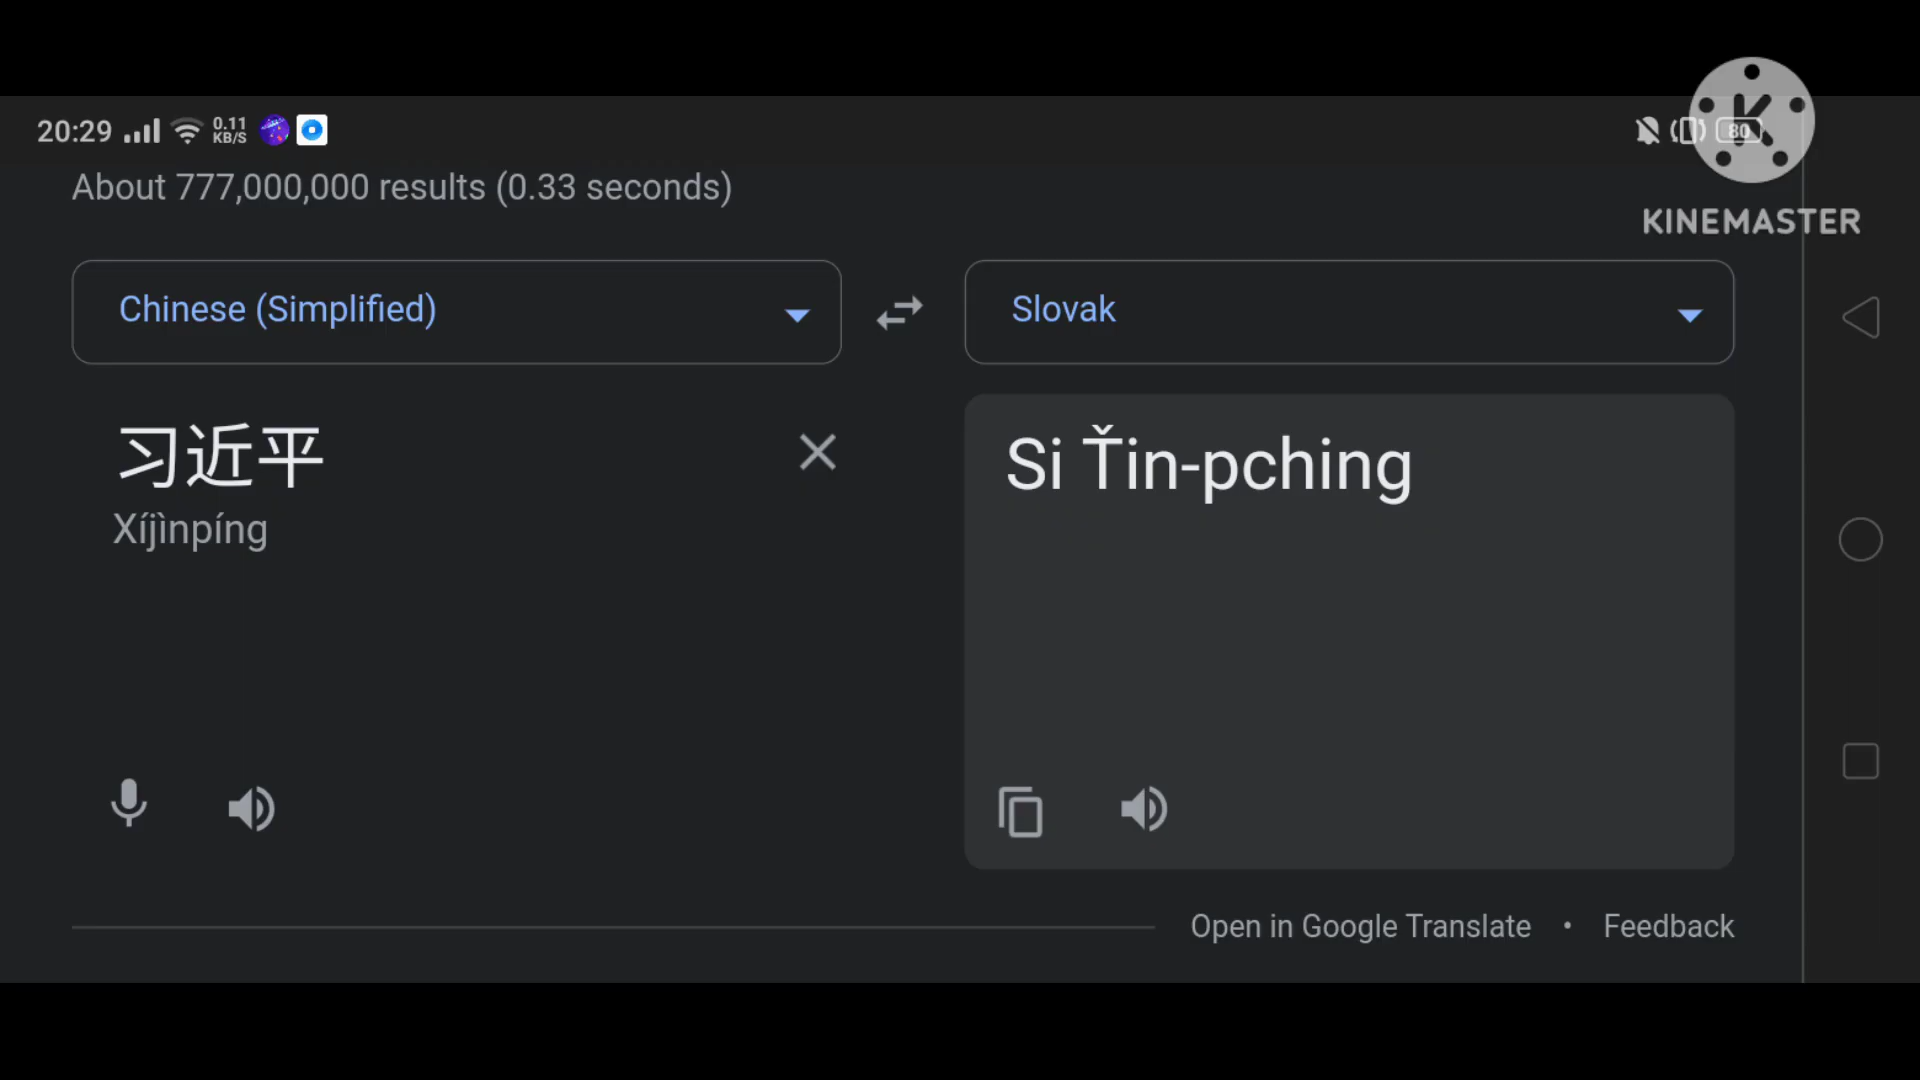 20:29 0.11 KB/S 80
About 777,000,000 results (0.33 seconds)
KINEMASTER
Chinese (Simplified) Slovak
习近平 Si Ťin-pching
Xíjìnpíng
Open in Google Translate • Feedback